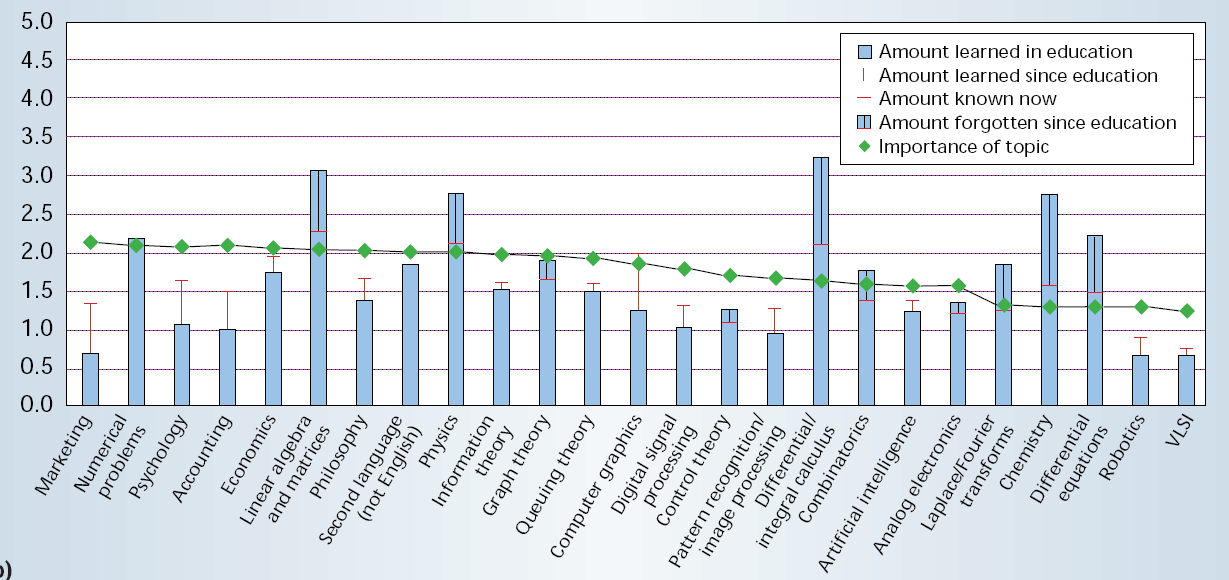 5.0
4.5
4.0
3.5
3.0
2.5
2.0
1.5
1.0
0.5
0.0
Amount learned in education
Amount learned since education
Amount known now
Amount forgotten since education
Importance of topic
Marketing
Numerical
problems
Psychology
Accounting
Economics
Linear algebra
and matrices
Philosophy
Second language
(not English)
Physics
Information
theory
Graph theory
Queuing theory
Computer graphics
Digital signal
processing
Control theory
Pattern recognition/
image processing
Differential/
integral calculus
Combinatorics
Artificial intelligence
Analog electronics
Laplace/Fourier
transforms
Chemistry
Differential
equations
Robotics
VLSI